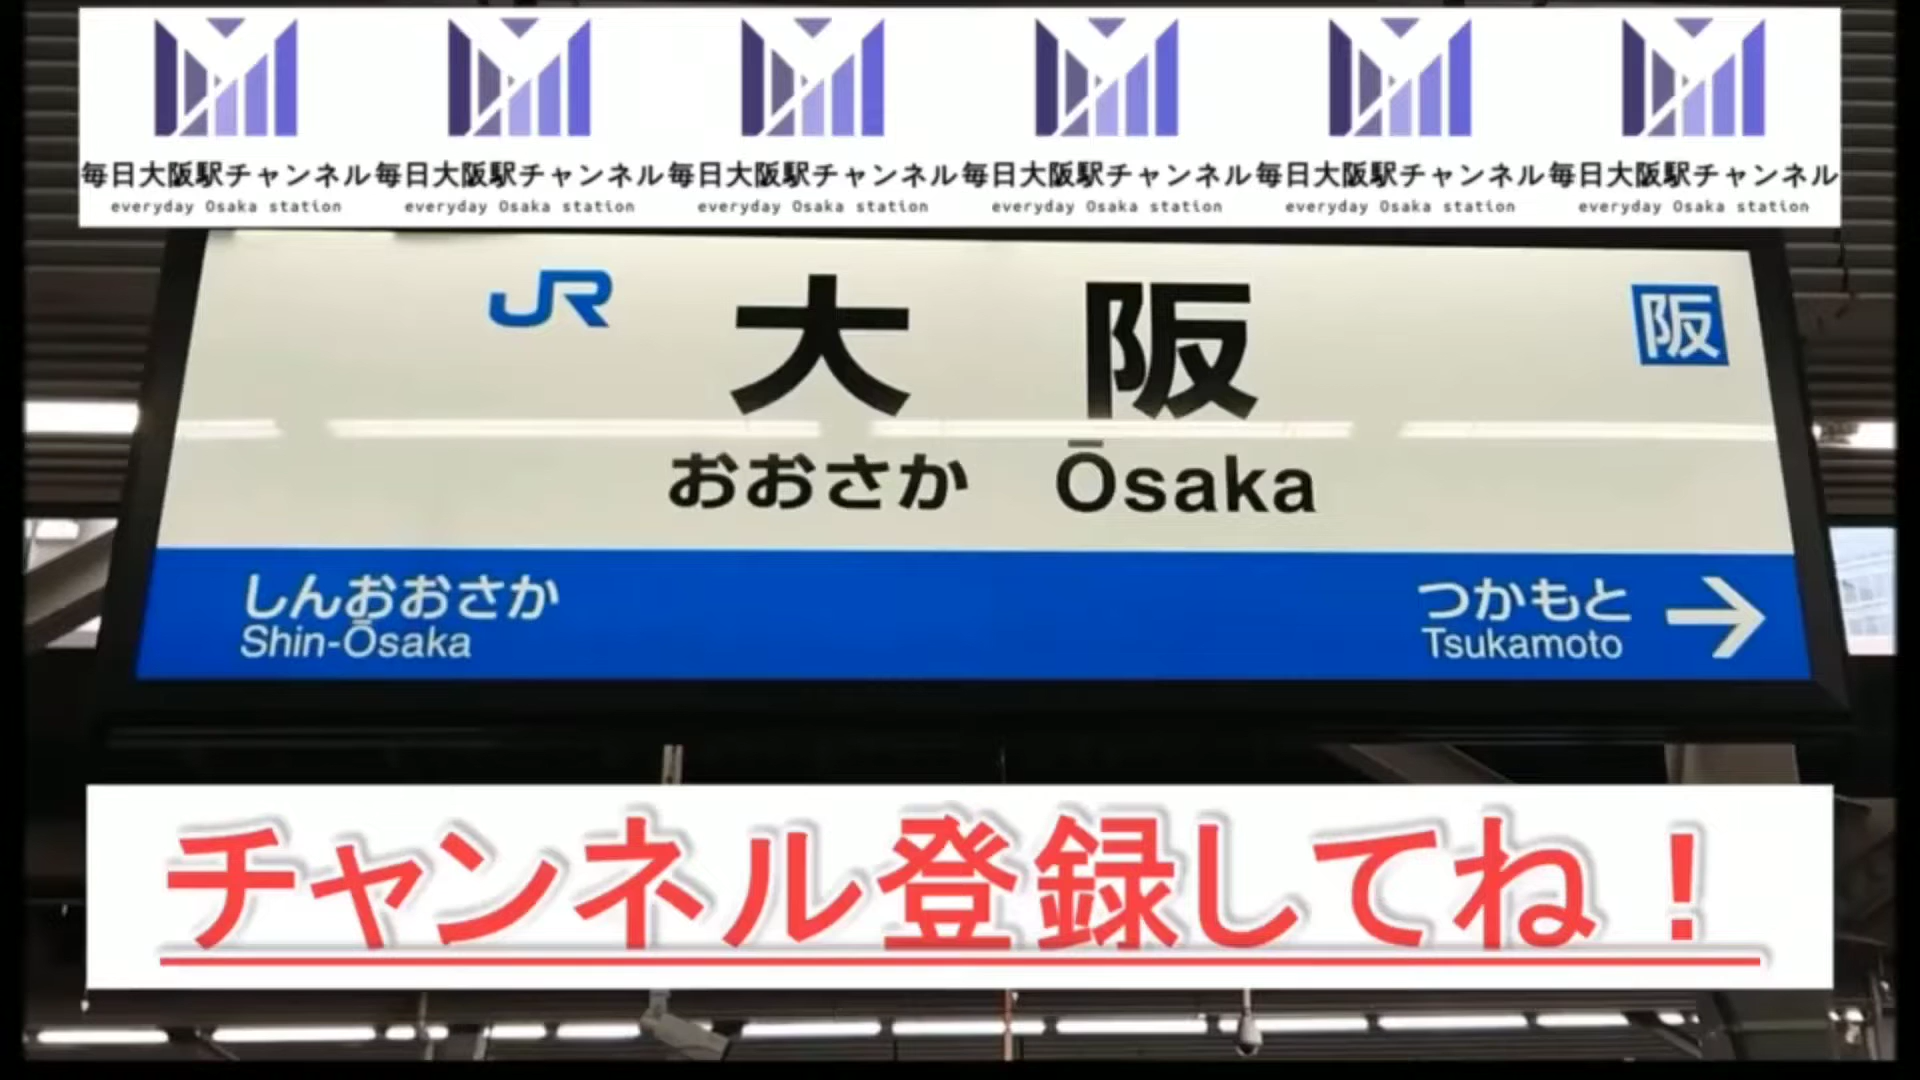 毎日大阪駅チャンネル 毎日大阪駅チャンネル 毎日大阪駅チャンネル 毎日大阪駅チャンネル 毎日大阪駅チャンネル 毎日大阪駅チャンネル
everyday Osaka station everyday Osaka station everyday Osaka station everyday Osaka station everyday Osaka station everyday Osaka station
JR 大阪 阪
おおさか Ōsaka
しんおおさか つかもと
Shin-Ōsaka Tsukamoto
チャンネル登録してね！